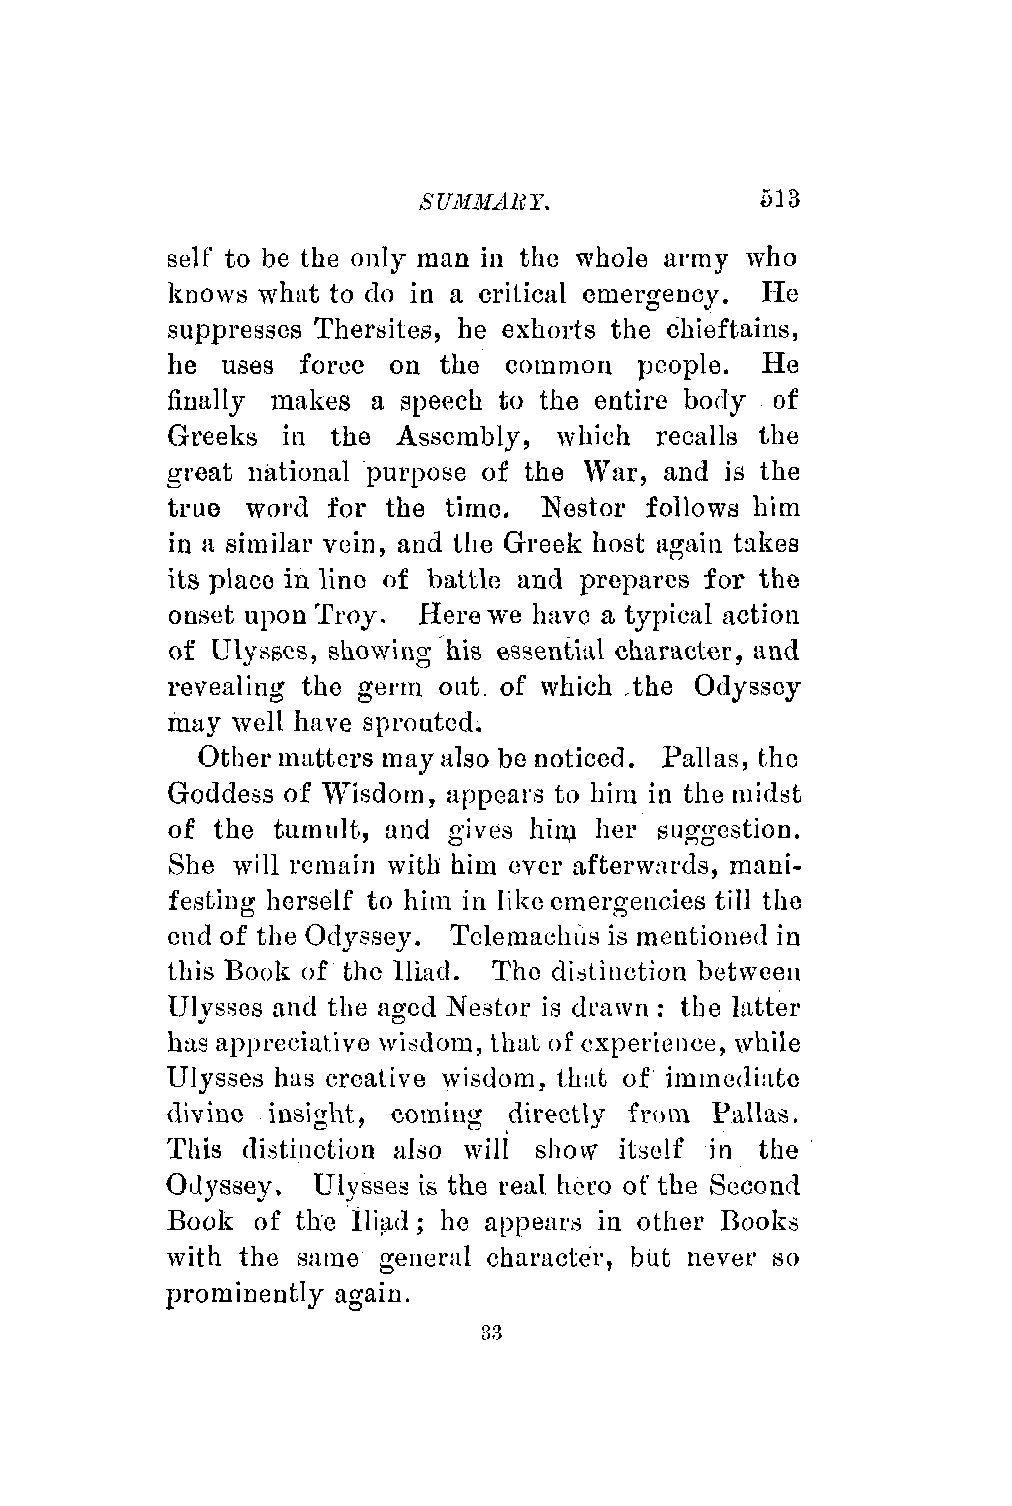 SUMMARY. 513
self to be the only man in the whole army who
knows what to do in a critical emergency. He
suppresses Thersites, he exhorts the chieftains,
he uses force on the common people. He
finally makes a speech to the entire body of
Greeks in the Assembly, which recalls the
great national purpose of the War, and is the
true word for the time. Nestor follows him
in a similar vein, and the Greek host again takes
its place in line of battle and prepares for the
onset upon Troy. Here we have a typical action
of Ulysses, showing his essential character, and
revealing the germ out of which the Odyssey
may well have sprouted.
Other matters may also be noticed. Pallas, the
Goddess of Wisdom, appears to him in the midst
of the tumult, and gives him her suggestion.
She will remain with him ever afterwards, mani-
festing herself to him in like emergencies till the
end of the Odyssey. Telemachus is mentioned in
this Book of the Iliad. The distinction between
Ulysses and the aged Nestor is drawn: the latter
has appreciative wisdom, that of experience, while
Ulysses has creative wisdom, that of immediate
divine insight, coming directly from Pallas.
This distinction also will show itself in the
Odyssey. Ulysses is the real hero of the Second
Book of the Iliad; he appears in other Books
with the same general character, but never so
prominently again.
33